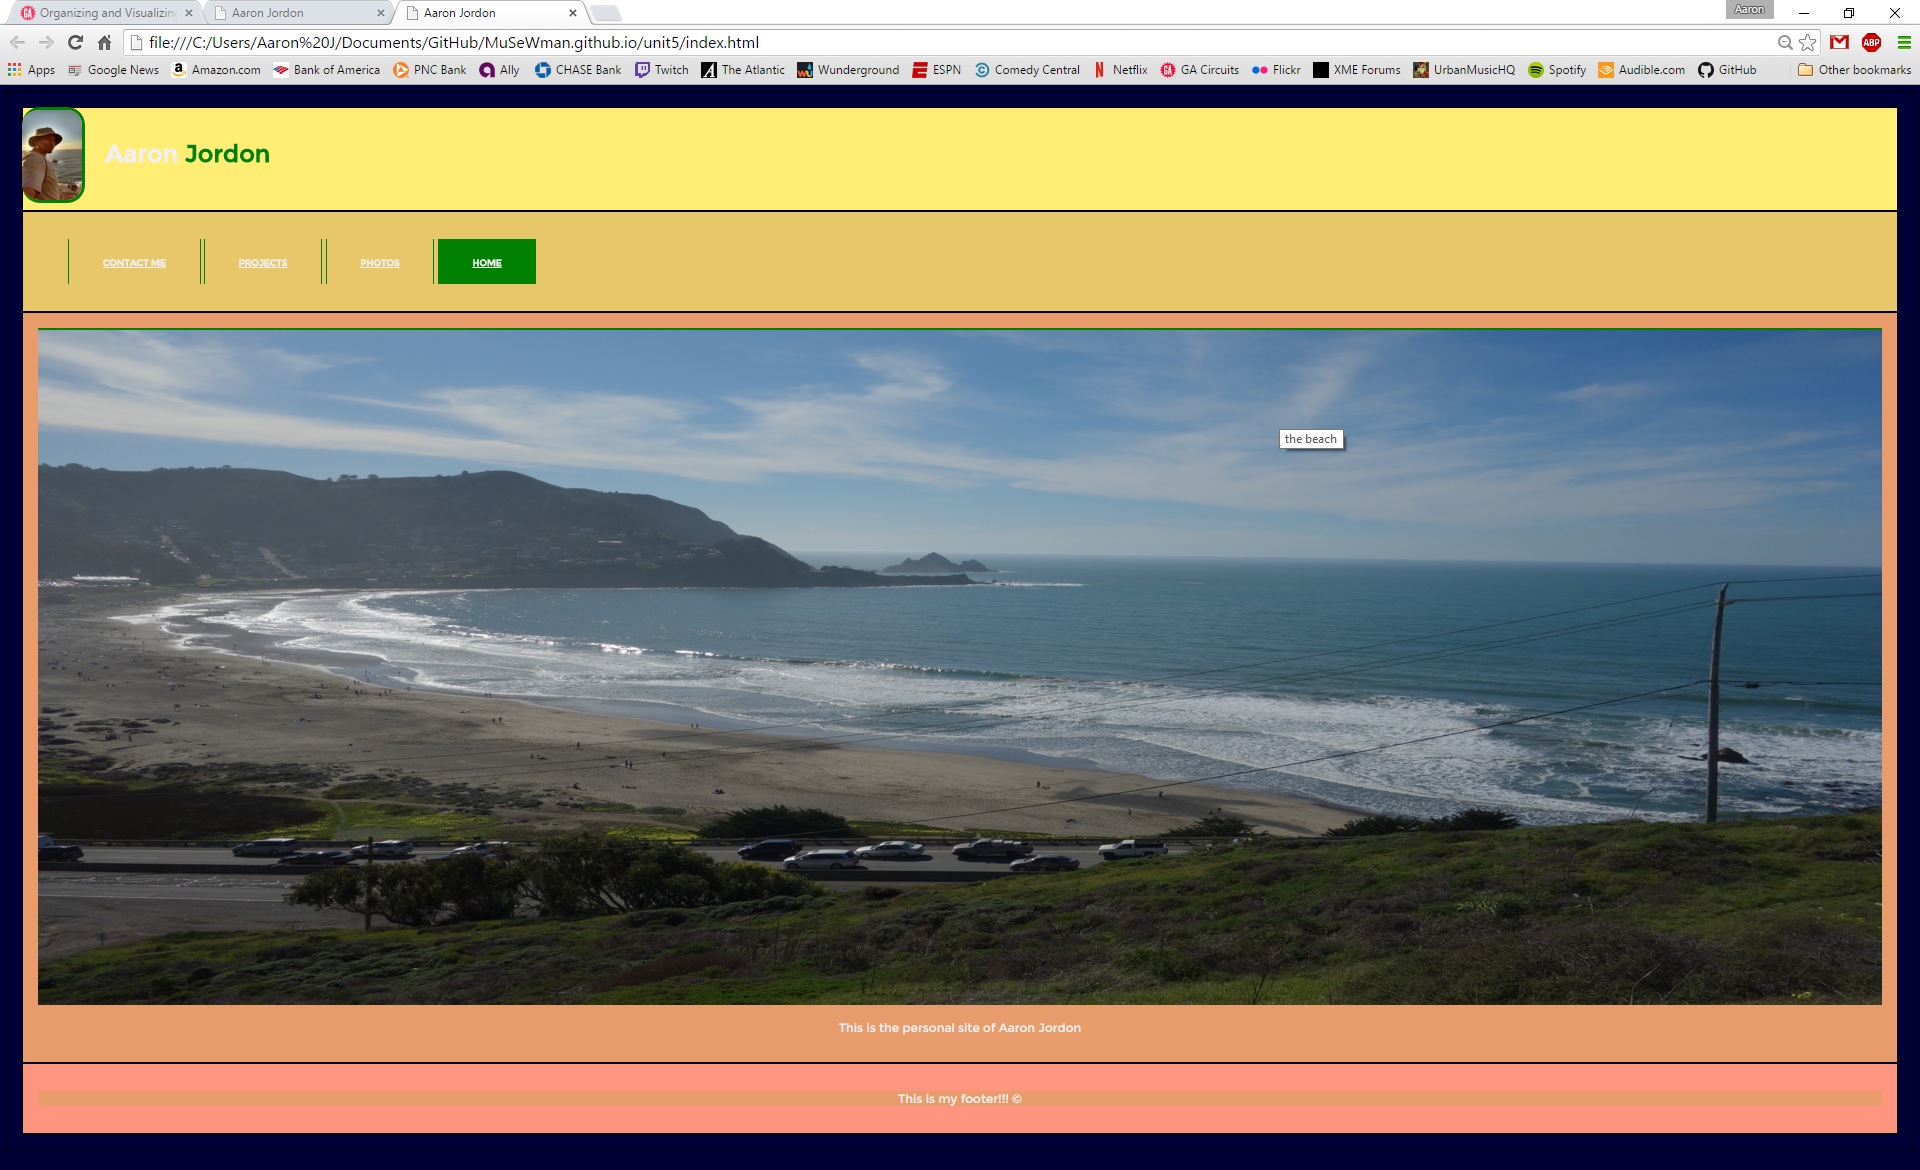 Organizing and Visualizin
Aaron Jordon
Aaron Jordon
Aaron
file:///C:/Users/Aaron%20J/Documents/GitHub/MuSeWman.github.io/unit5/index.html
ABP
Apps Google News Amazon.com Bank of America PNC Bank Ally CHASE Bank Twitch The Atlantic Wunderground ESPN Comedy Central Netflix GA Circuits Flickr XME Forums UrbanMusicHQ Spotify Audible.com GitHub Other bookmarks
Aaron Jordon
CONTACT ME PROJECTS PHOTOS HOME
the beach
This is the personal site of Aaron Jordon
This is my footer!!! ©